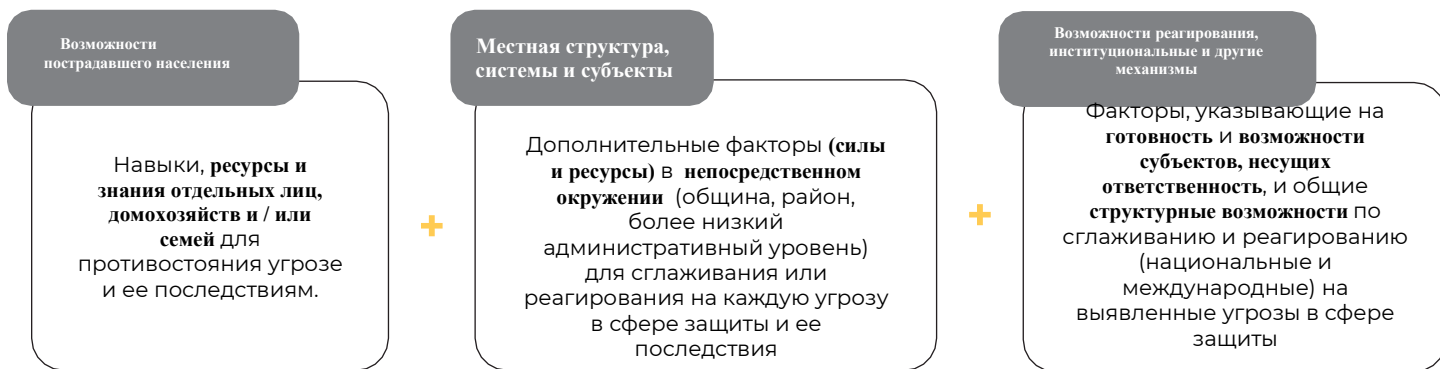 Возможности
пострадавшего населения
Навыки, ресурсы и
знания отдельных лиц,
домохозяйств и / или
семей для
противостояния угрозе
и ее последствиям.
+
Местная структура,
системы и субъекты
Дополнительные факторы (силы
и ресурсы) в непосредственном
окружении (община, район,
более низкий
административный уровень)
для сглаживания или
реагирования на каждую угрозу
в сфере защиты и ее
последствия
+
Возможности реагирования,
институциональные и другие
механизмы
Факторы, указывающие на
готовность и возможности
субъектов, несущих
ответственность, и общие
структурные возможности по
сглаживанию и реагированию
(национальные и
международные) на
выявленные угрозы в сфере
защиты